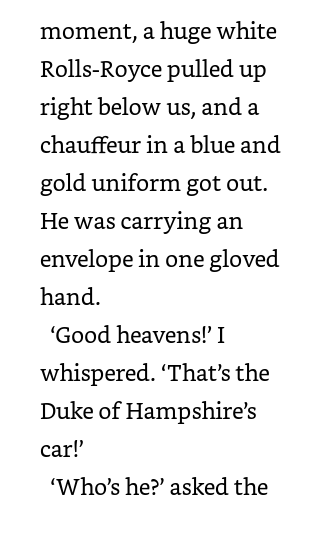 moment, a huge white
Rolls-Royce pulled up
right below us, and a
chauffeur in a blue and
gold uniform got out.
He was carrying an
envelope in one gloved
hand.
‘Good heavens!’ I
whispered. ‘That’s the
Duke of Hampshire’s
car!’
‘Who’s he?’ asked the